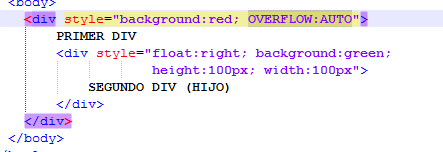 <body>
<div style="background:red; OVERFLOW:AUTO">
PRIMER DIV
<div style="float:right; background:green;
height:100px; width:100px">
SEGUNDO DIV (HIJO)
</div>
</div>
</body>